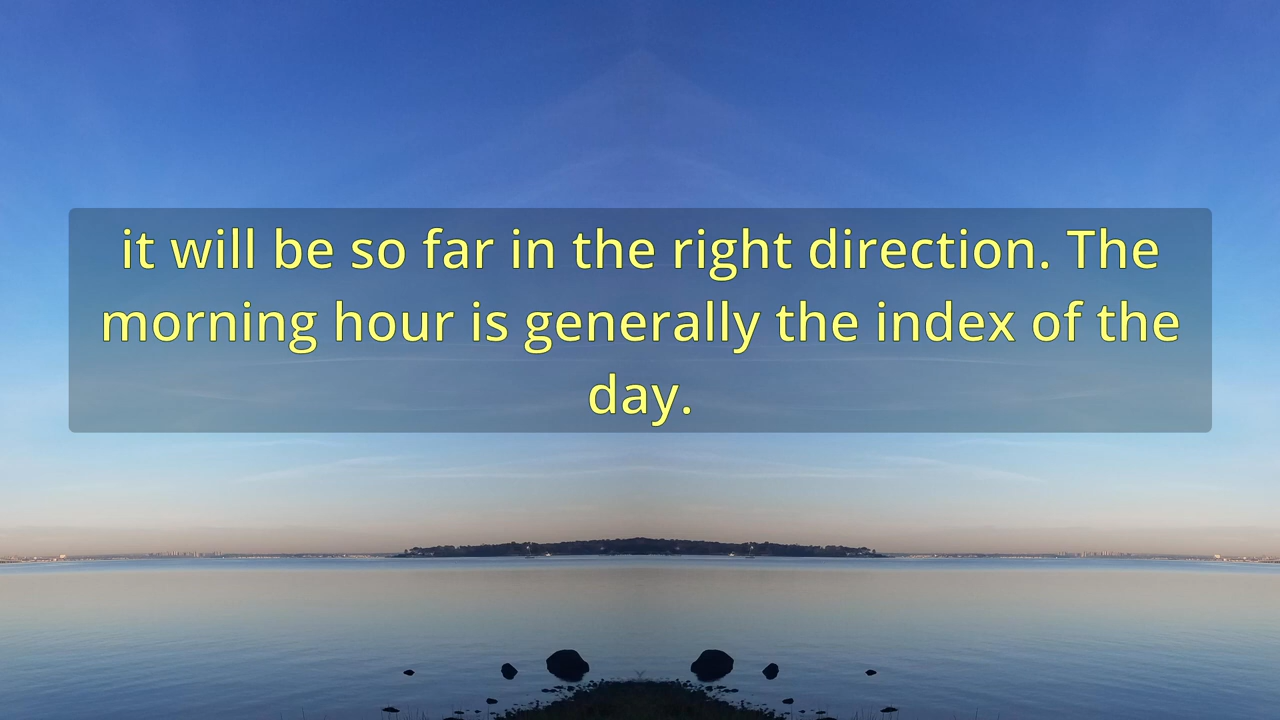 it will be so far in the right direction. The
morning hour is generally the index of the
day.